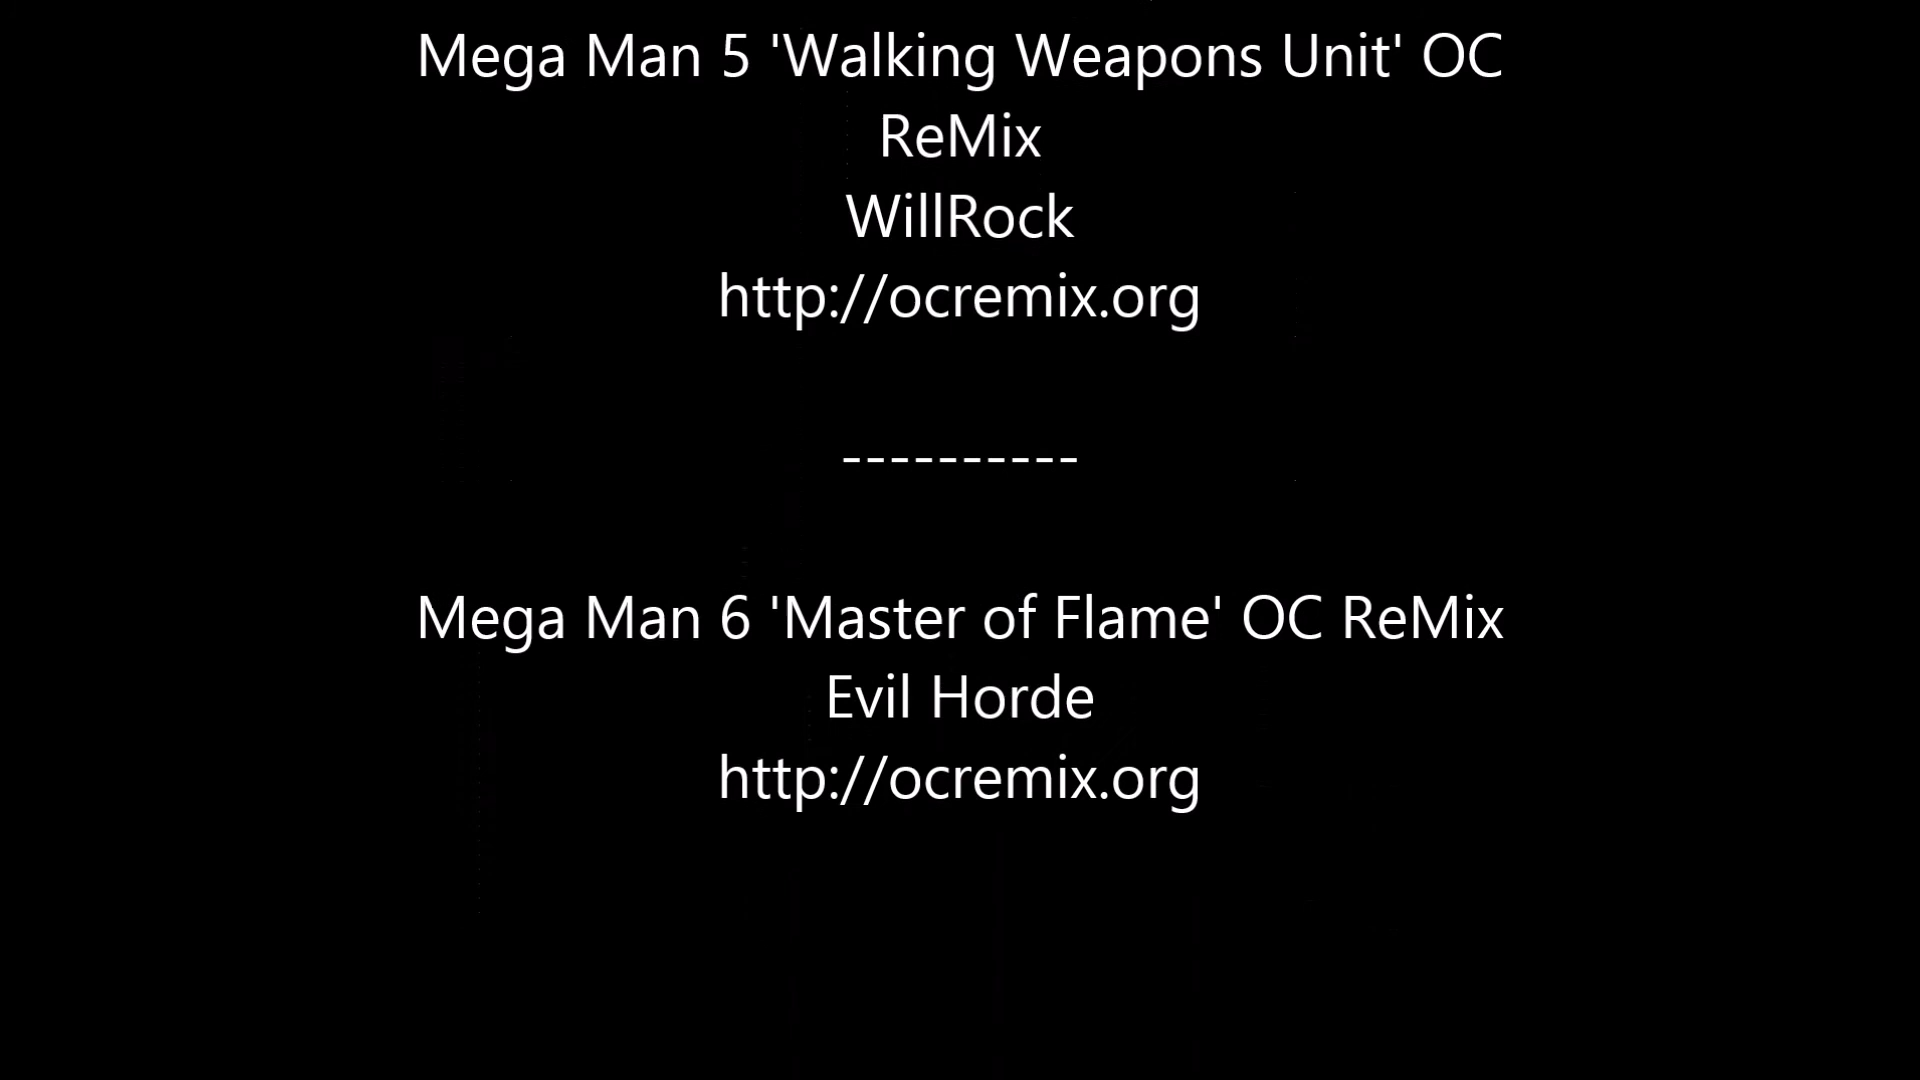 Mega Man 5 'Walking Weapons Unit' OC
ReMix
WillRock
http://ocremix.org
----------
Mega Man 6 'Master of Flame' OC ReMix
Evil Horde
http://ocremix.org